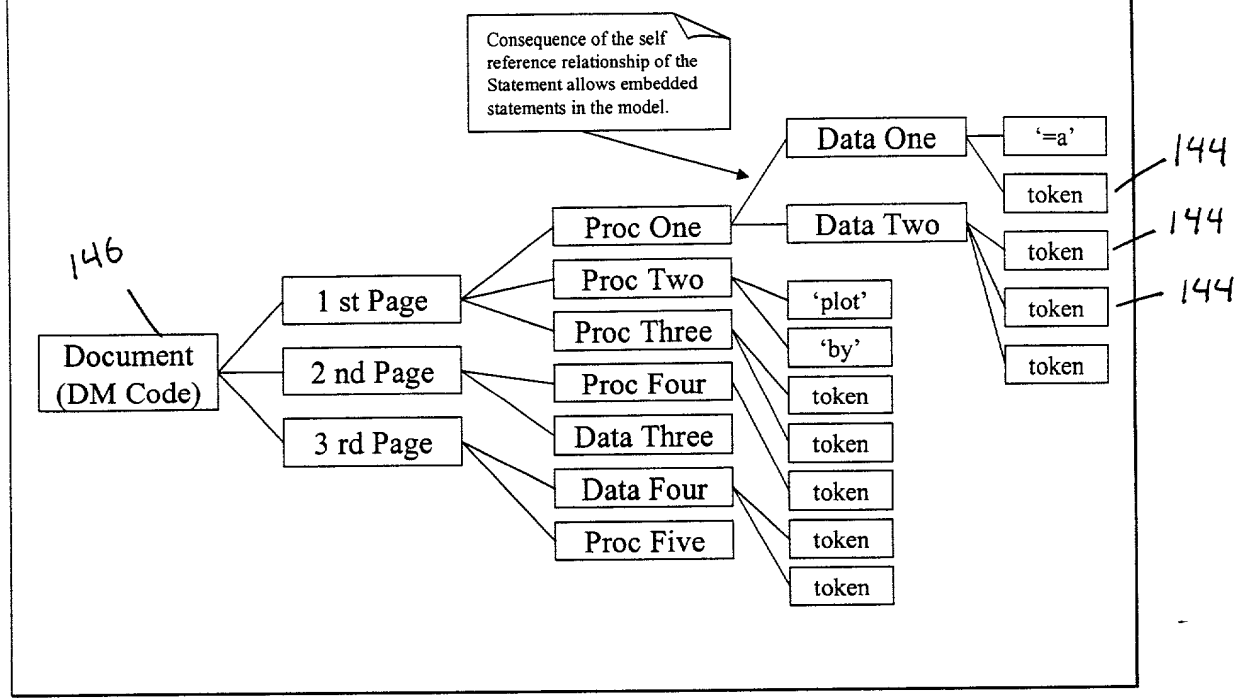 Consequence of the self
reference relationship of the
Statement allows embedded
statements in the model.
Data One
'=a'
144
token
Proc One
Data Two
token
144
146
1 st Page
Proc Two
'plot'
token
144
Proc Three
'by'
token
Document
(DM Code)
2 nd Page
Proc Four
token
3 rd Page
Data Three
token
Data Four
token
Proc Five
token
token